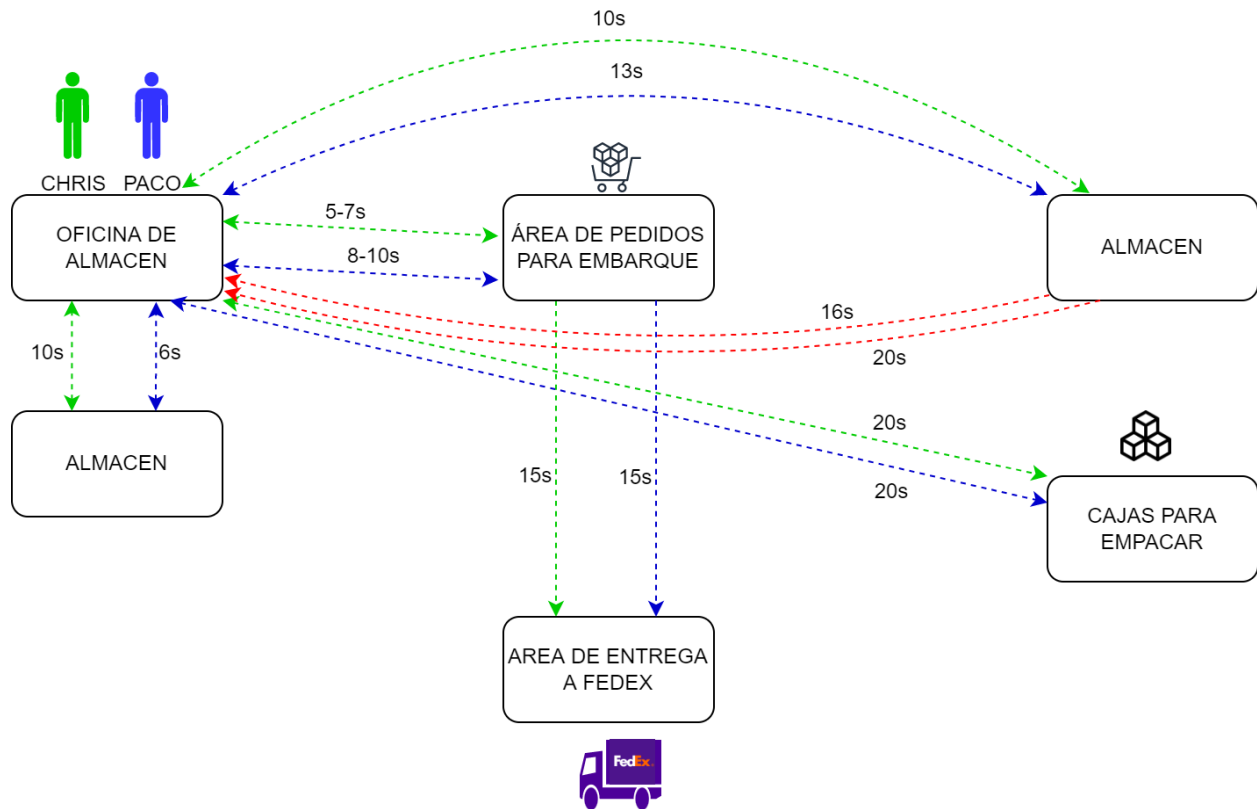 10s
13s
CHRIS
PACO
5-7s
OFICINA DE
ALMACEN
ÁREA DE PEDIDOS
PARA EMBARQUE
ALMACEN
8-10s
16s
10s
6s
20s
ALMACEN
20s
15s
15s
20s
CAJAS PARA
EMPACAR
AREA DE ENTREGA
A FEDEX
FedEx